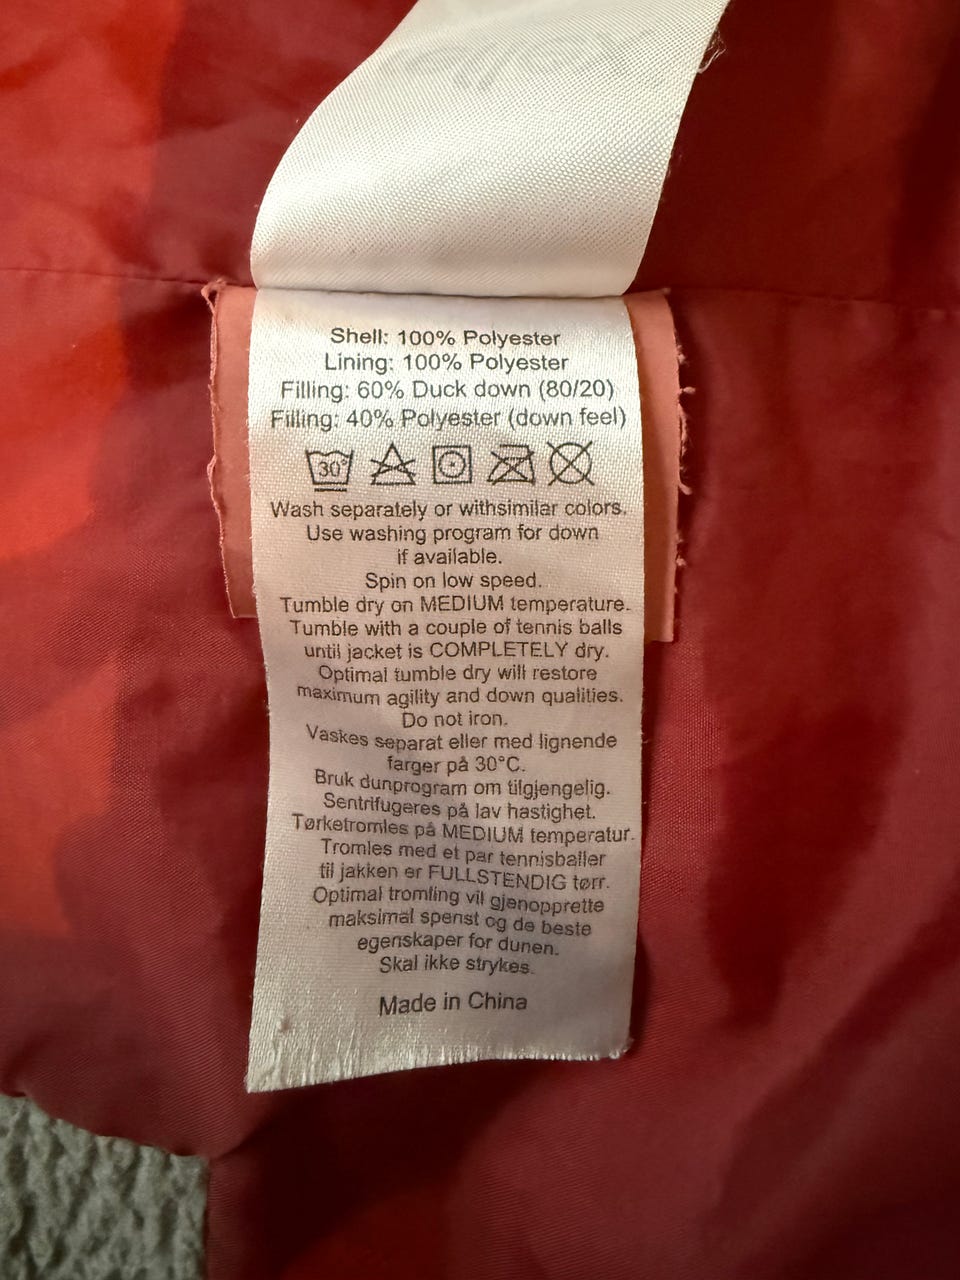 Shell: 100% Polyester
Lining: 100% Polyester
Filling: 60% Duck down (80/20)
Filling: 40% Polyester (down feel)
30°
Wash separately or withsimilar colors.
Use washing program for down
if available.
Spin on low speed.
Tumble dry on MEDIUM temperature.
Tumble with a couple of tennis balls
until jacket is COMPLETELY dry.
Optimal tumble dry will restore
maximum agility and down qualities.
Do not iron.
Vaskes separat eller med lignende
farger på 30°C.
Bruk dunprogram om tilgjengelig.
Sentrifugeres på lav hastighet.
Tørketromles på MEDIUM temperatur.
Tromles med et par tennisballer
til jakken er FULLSTENDIG tørr.
Optimal tromling vil gjenopprette
maksimal spenst og de beste
egenskaper for dunen.
Skal ikke strykes.
Made in China